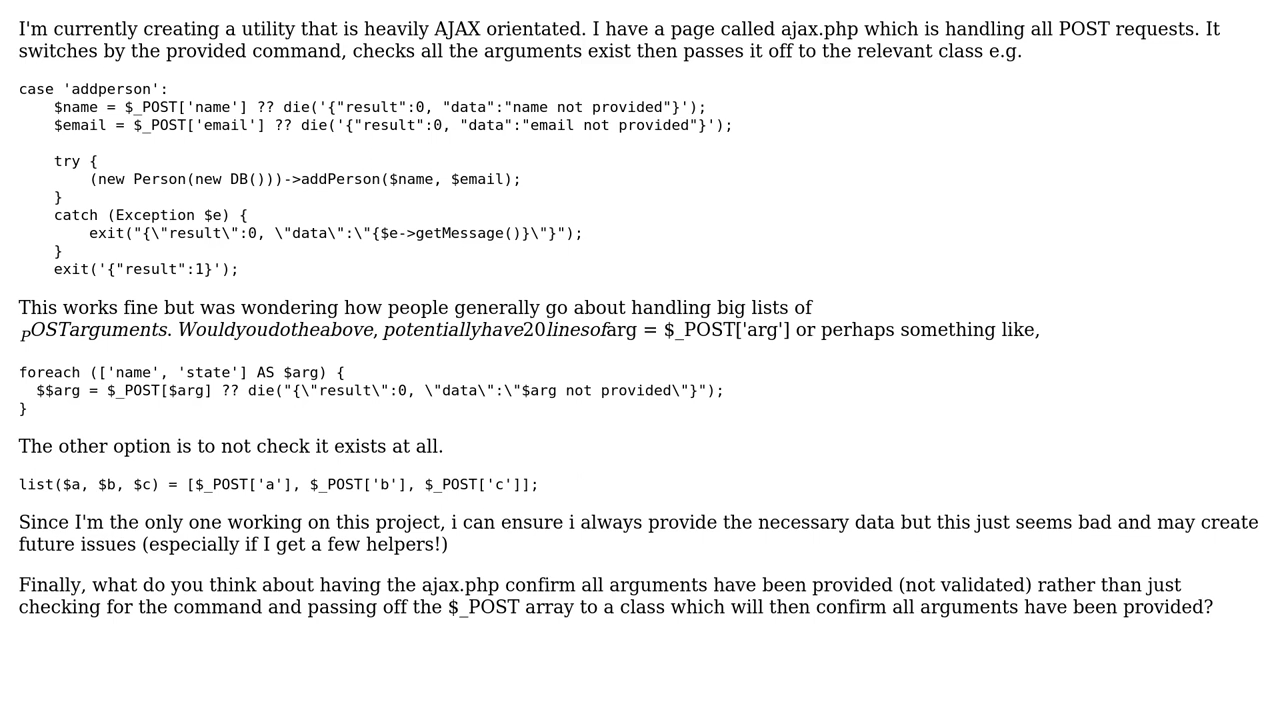 I'm currently creating a utility that is heavily AJAX orientated. I have a page called ajax.php which is handling all POST requests. It
switches by the provided command, checks all the arguments exist then passes it off to the relevant class e.g.
case 'addperson':
    $name = $_POST['name'] ?? die('{"result":0, "data":"name not provided"}');
    $email = $_POST['email'] ?? die('{"result":0, "data":"email not provided"}');

    try {
        (new Person(new DB()))->addPerson($name, $email);
    }
    catch (Exception $e) {
        exit("{\"result\":0, \"data\":\"{$e->getMessage()}\"}");
    }
    exit('{"result":1}');
This works fine but was wondering how people generally go about handling big lists of
POSTarguments.Wouldyoudotheabove,potentiallyhave20linesofarg = $_POST['arg'] or perhaps something like,
foreach (['name', 'state'] AS $arg) {
  $$arg = $_POST[$arg] ?? die("{\"result\":0, \"data\":\"$arg not provided\"}");
}
The other option is to not check it exists at all.
list($a, $b, $c) = [$_POST['a'], $_POST['b'], $_POST['c']];
Since I'm the only one working on this project, i can ensure i always provide the necessary data but this just seems bad and may create
future issues (especially if I get a few helpers!)
Finally, what do you think about having the ajax.php confirm all arguments have been provided (not validated) rather than just
checking for the command and passing off the $_POST array to a class which will then confirm all arguments have been provided?